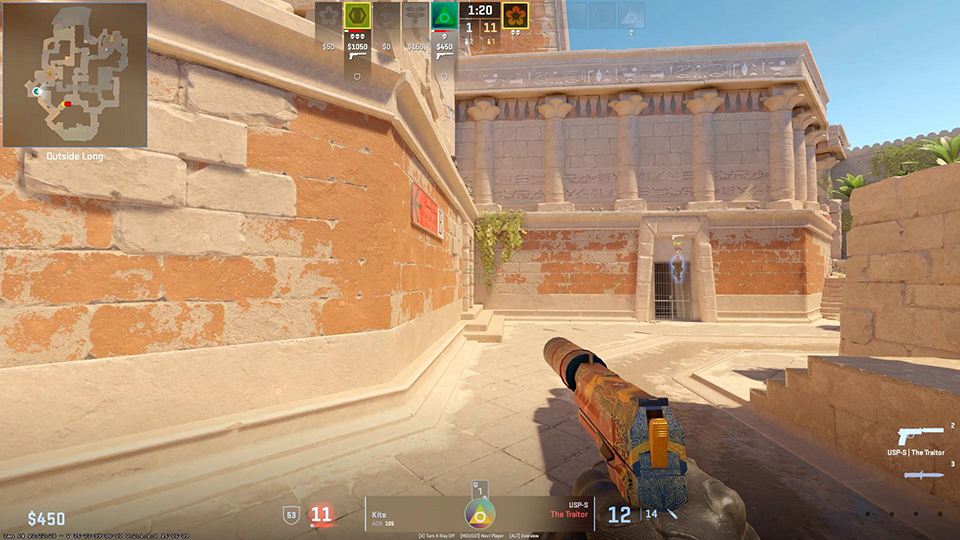 1:20
1 11
$50 $1050 $0 $150 $450
Outside Long
2
USP-S | The Traitor
3
$450
53
11
Kite
ADR 105
1
USP-S
The Traitor
12
14
[X] Turn X-Ray Off [MOUSE1] Next Player [ALT] Overview